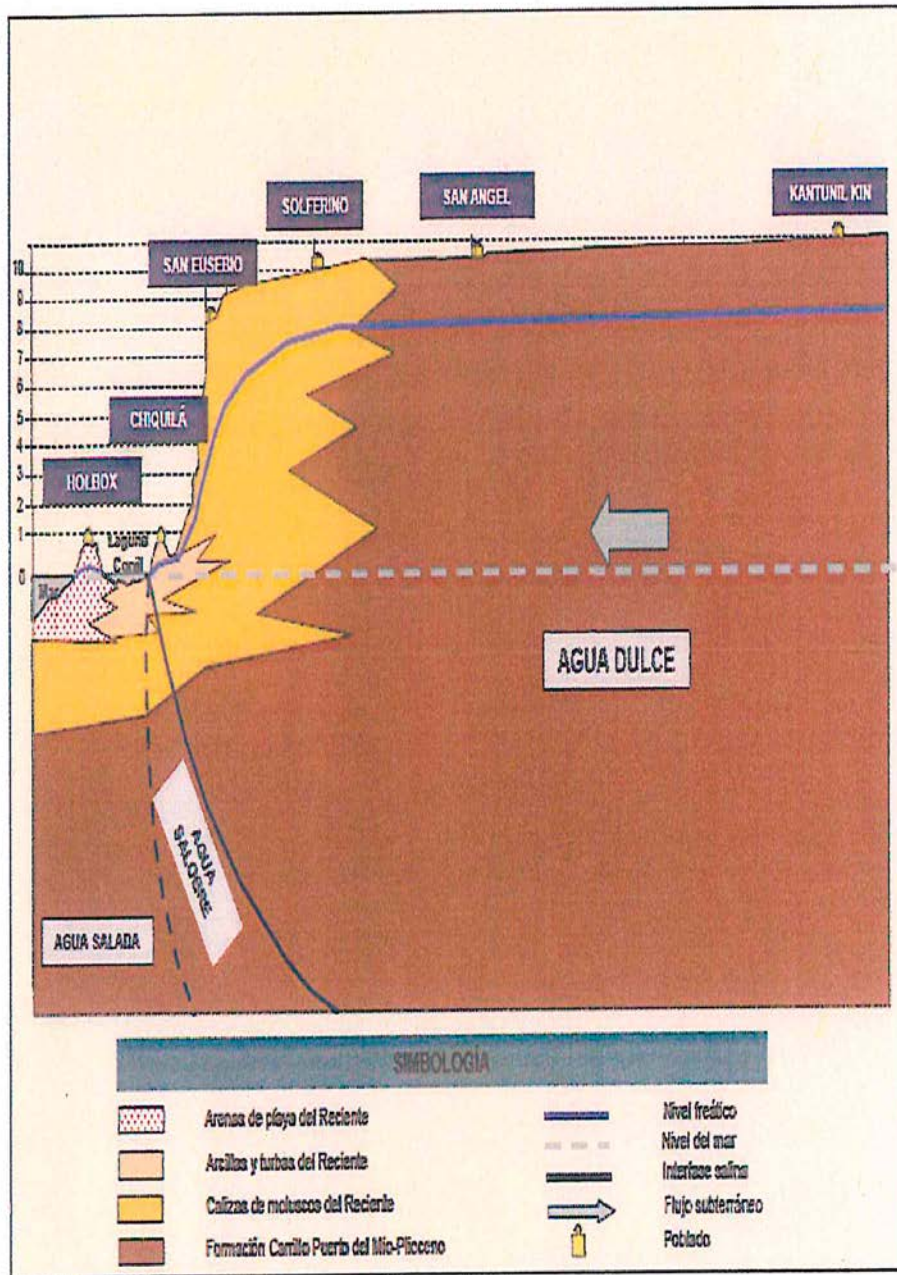 KANTUNIL KIN
SAN ANGEL
SOLFERINO
SAN EUSEBIO
CHIQUILÁ
HOLBOX
10
9
8
7
6
5
4
3
2
1
0
Laguna
Conil
Mar
AGUA DULCE
AGUA
SALOBRE
AGUA SALADA
SIMBOLOGÍA
Arenas de playa del Reciente
Arcillas y turbas del Reciente
Calizas de moluscos del Reciente
Formación Carrillo Puerto del Mio-Plioceno
Nivel freático
Nivel del mar
Interfase salina
Flujo subterráneo
Poblado